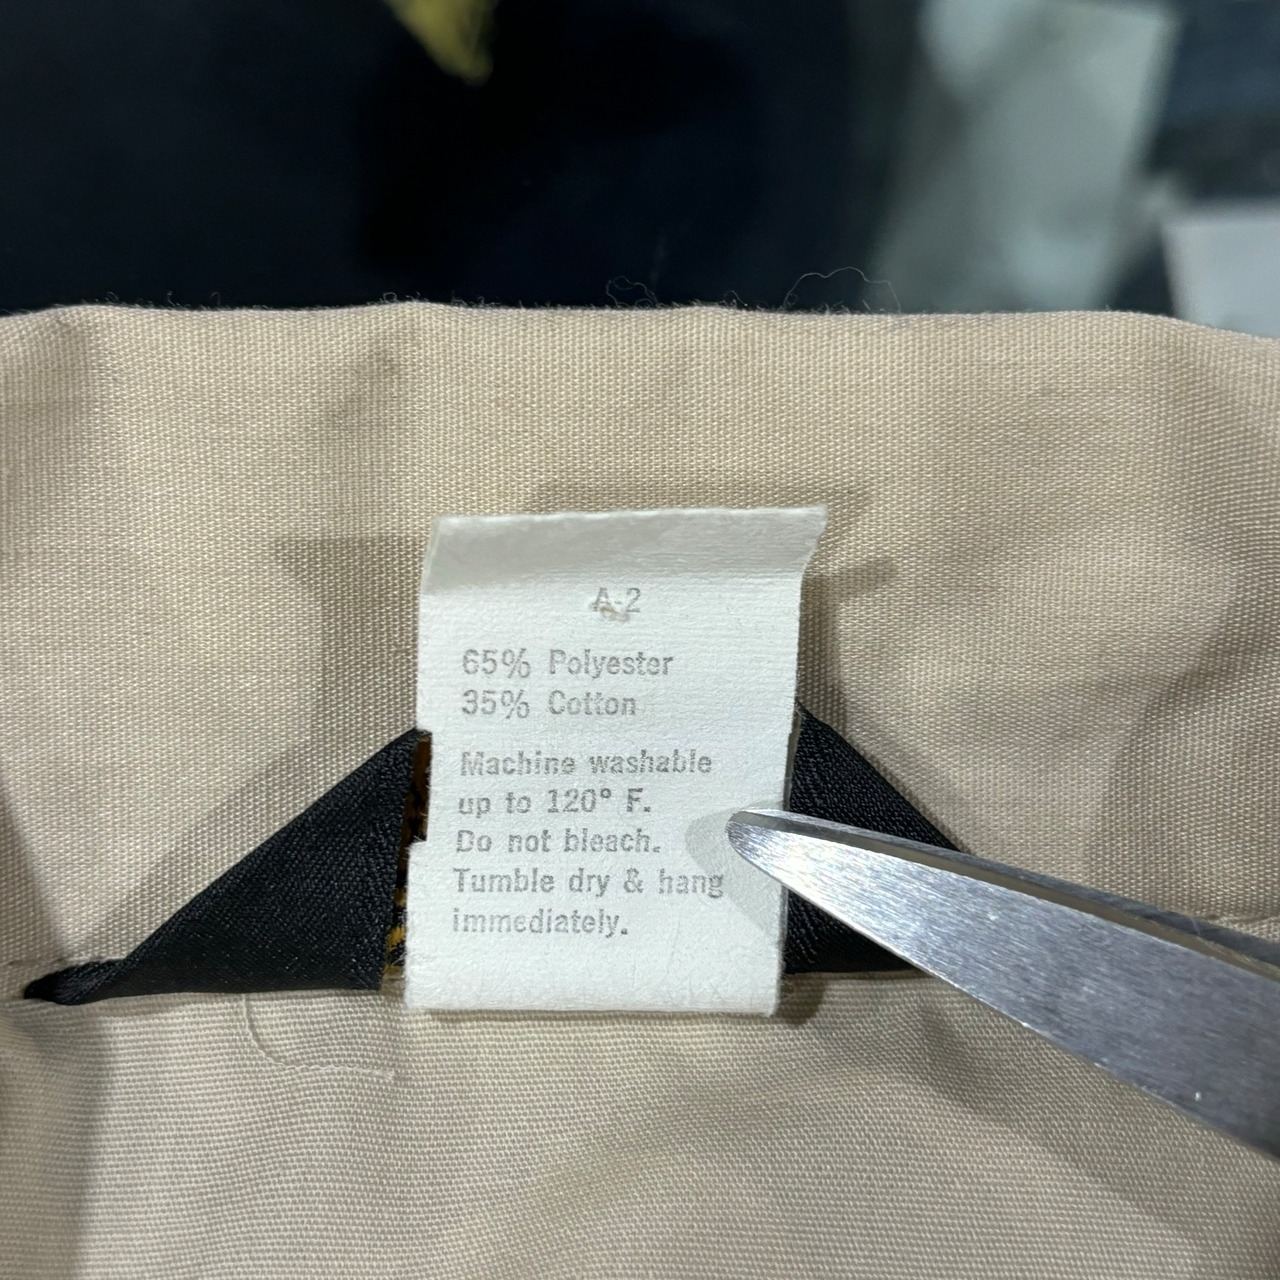 A-2
65% Polyester
35% Cotton
Machine washable
up to 120° F.
Do not bleach.
Tumble dry & hang
immediately.